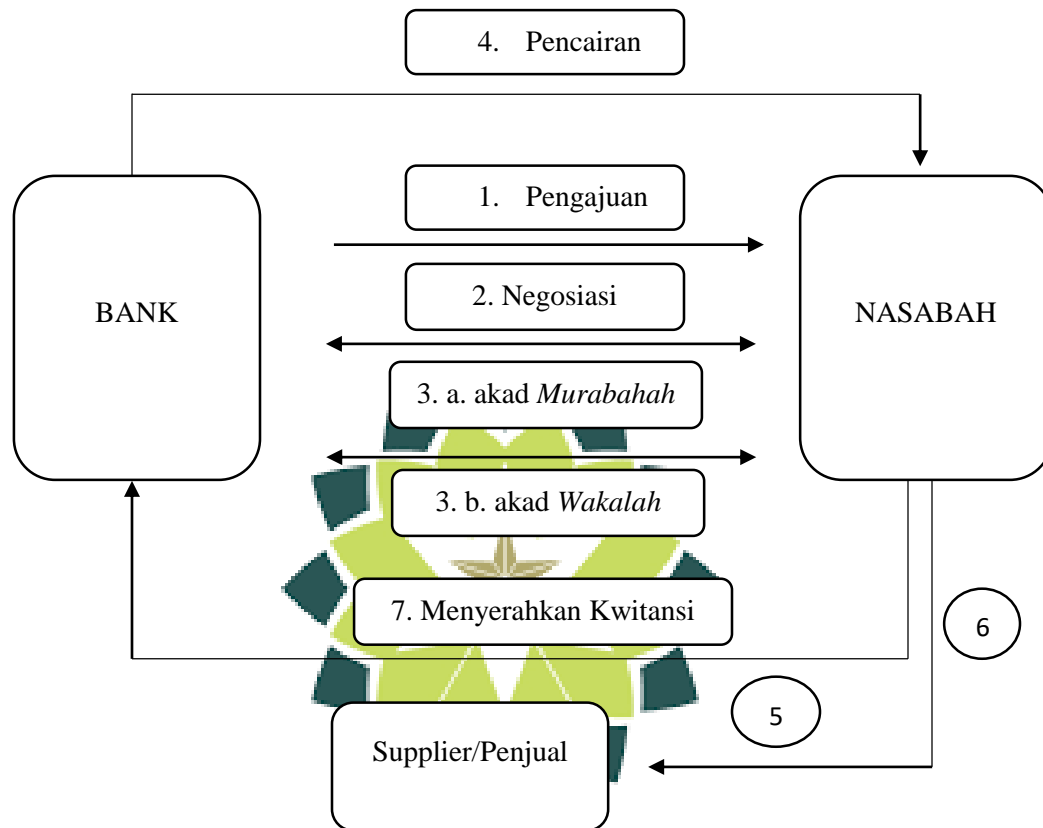 4. Pencairan
1. Pengajuan
BANK
2. Negosiasi
NASABAH
3. a. akad Murabahah
3. b. akad Wakalah
7. Menyerahkan Kwitansi
6
5
Supplier/Penjual